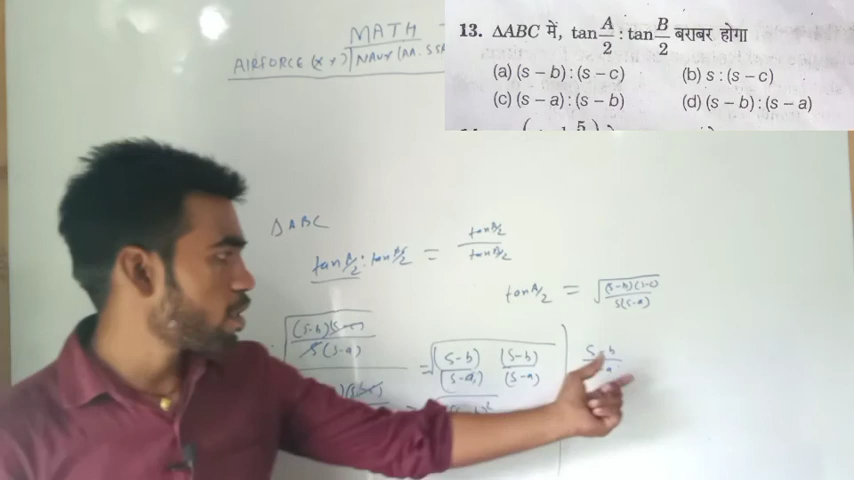 MATH
AIRFORCE (x+y) NAVY (AA. SSR
13. ΔABC में, tan A/2 : tan B/2 बराबर होगा
(a) (s – b) : (s – c) (b) s : (s – c)
(c) (s – a) : (s – b) (d) (s – b) : (s – a)
ΔABC
tan A/2 : tan B/2 = tan A/2 / tan B/2
tan A/2 = √((s-b)(s-c) / s(s-a))
√((s-b)(s-c) / s(s-a)) = √((s-b)/(s-a) (s-b)/(s-a))
s-b / a